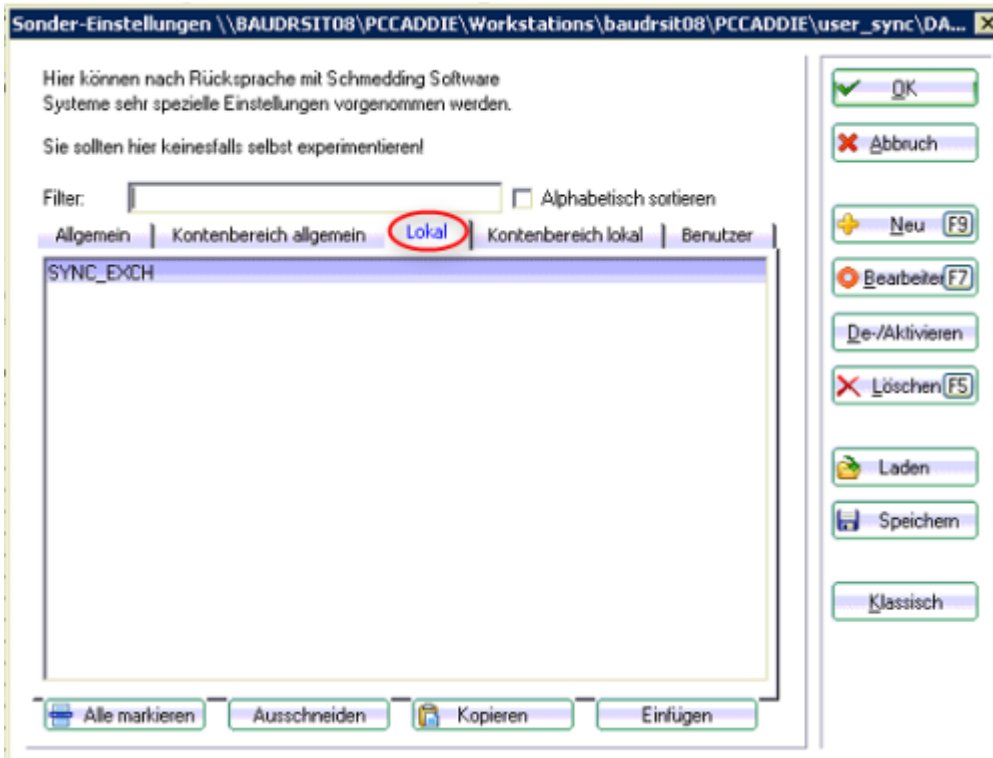 Sonder-Einstellungen \\BAUDRSIT08\PCCADDIE\Workstations\baudrsit08\PCCADDIE\user_sync\DA...
Hier können nach Rücksprache mit Schmedding Software
Systeme sehr spezielle Einstellungen vorgenommen werden.
Sie sollten hier keinesfalls selbst experimentieren!
Filter:
Alphabetisch sortieren
Allgemein Kontenbereich allgemein Lokal Kontenbereich lokal Benutzer
SYNC_EXCH
Alle markieren Ausschneiden Kopieren Einfügen
OK
Abbruch
Neu F9
Bearbeiten F7
De-/Aktivieren
Löschen F5
Laden
Speichern
Klassisch